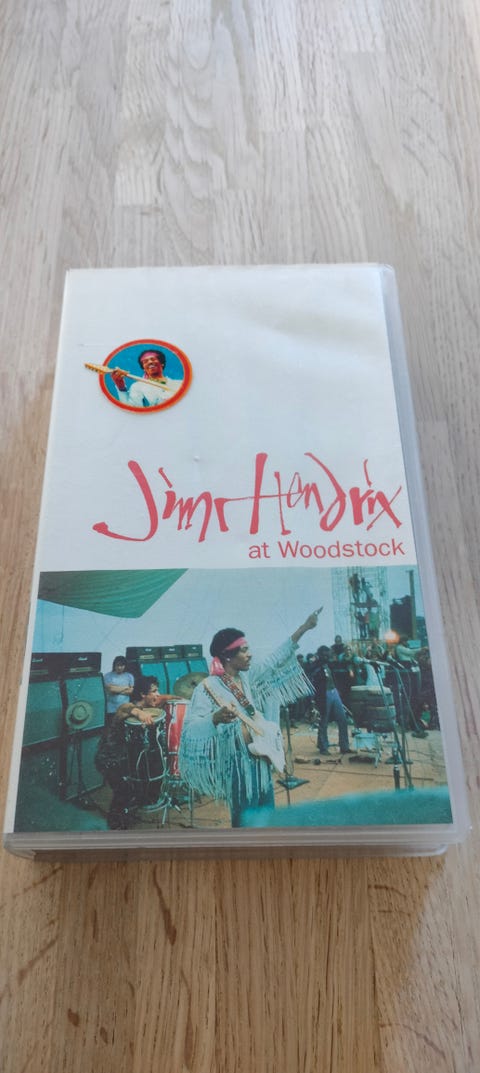 Jimi Hendrix
at Woodstock